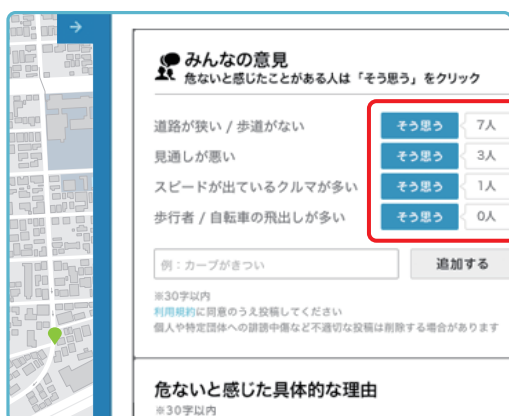 みんなの意見
危ないと感じたことがある人は「そう思う」をクリック
道路が狭い / 歩道がない そう思う 7人
見通しが悪い そう思う 3人
スピードが出ているクルマが多い そう思う 1人
歩行者 / 自転車の飛出しが多い そう思う 0人
例：カーブがきつい 追加する
※30字以内
利用規約に同意のうえ投稿してください
個人や特定団体への誹謗中傷など不適切な投稿は削除する場合があります
危ないと感じた具体的な理由
※30字以内